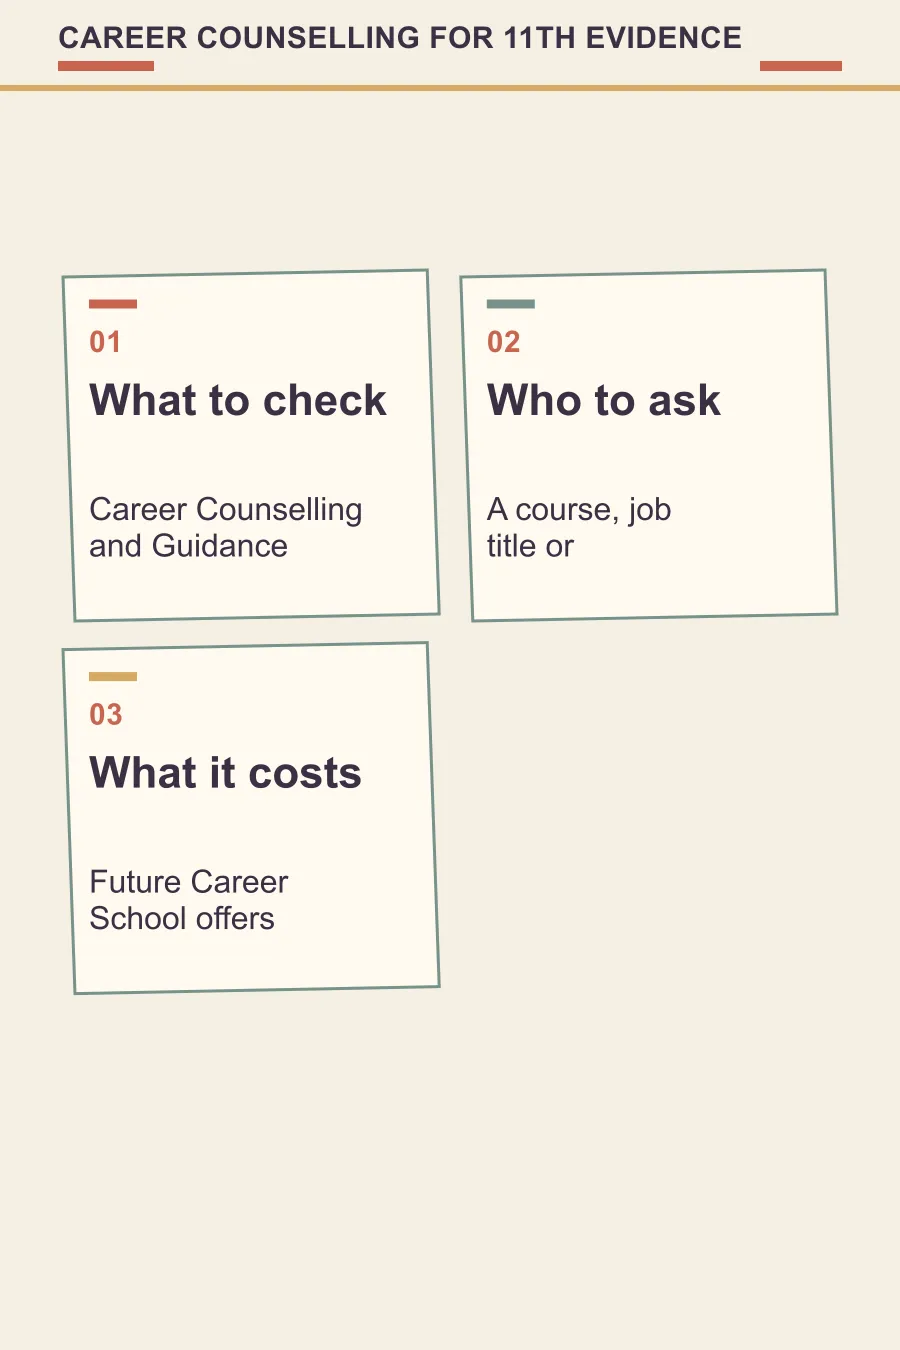 CAREER COUNSELLING FOR 11TH EVIDENCE
01
What to check
Career Counselling
and Guidance
02
Who to ask
A course, job
title or
03
What it costs
Future Career
School offers